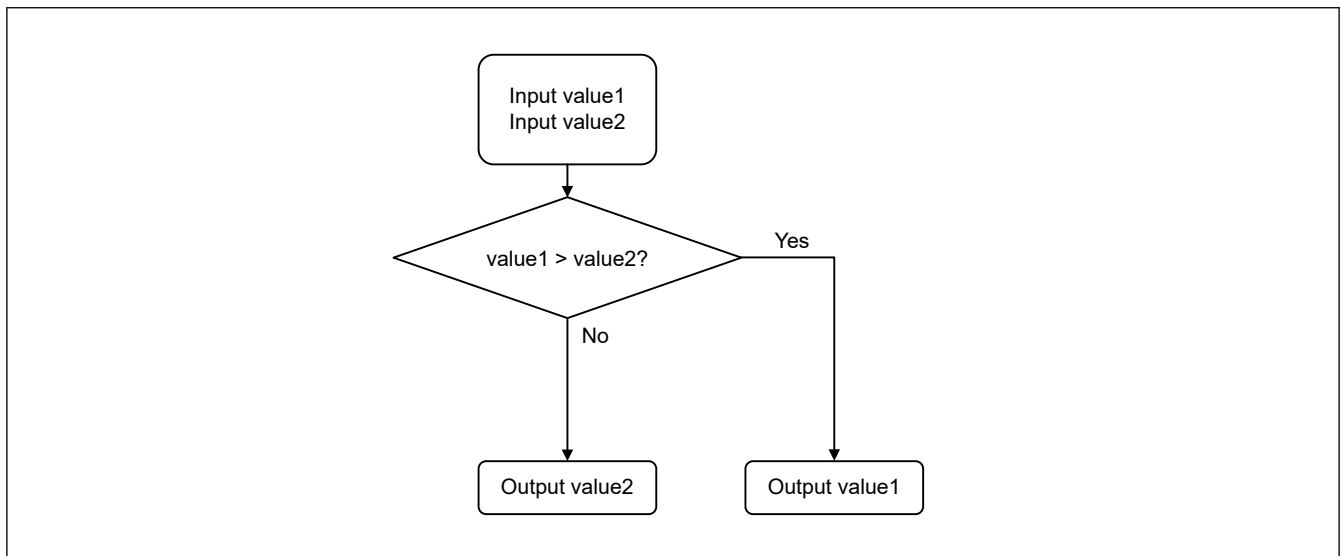 Input value1
Input value2
value1 > value2?
Yes
No
Output value2
Output value1